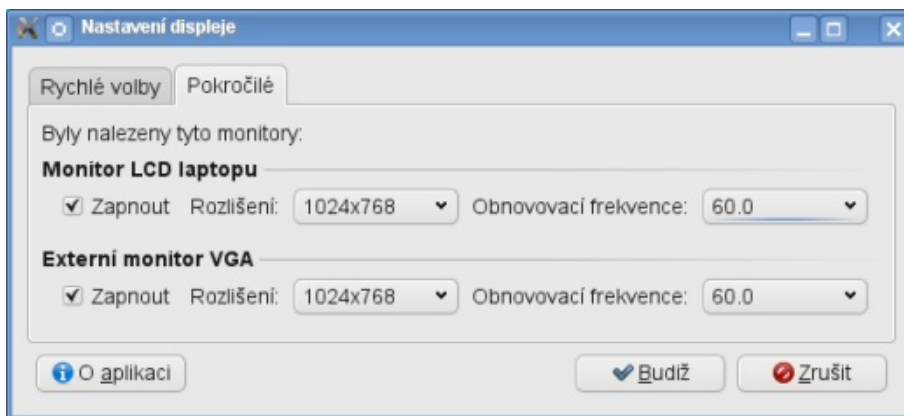 Nastavení displeje
Rychlé volby Pokročilé
Byly nalezeny tyto monitory:
Monitor LCD laptopu
Zapnout Rozlišení: 1024x768 Obnovovací frekvence: 60.0
Externí monitor VGA
Zapnout Rozlišení: 1024x768 Obnovovací frekvence: 60.0
O aplikaci Budiž Zrušit